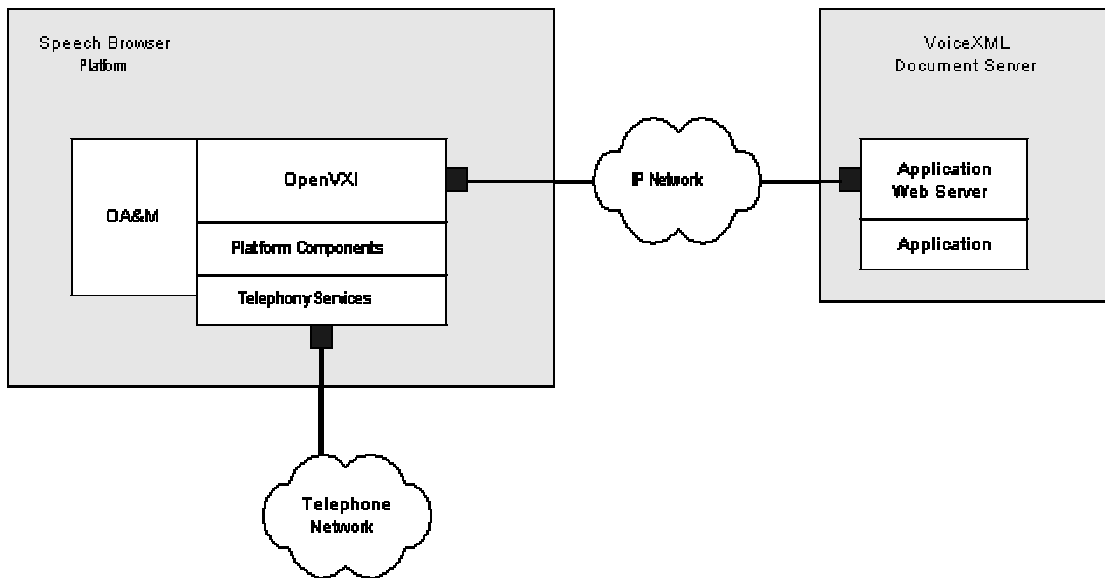 Speech Browser
Platform
VoiceXML
Document Server
OA&M
OpenVXI
Platform Components
Telephony Services
IP Network
Application
Web Server
Application
Telephone
Network